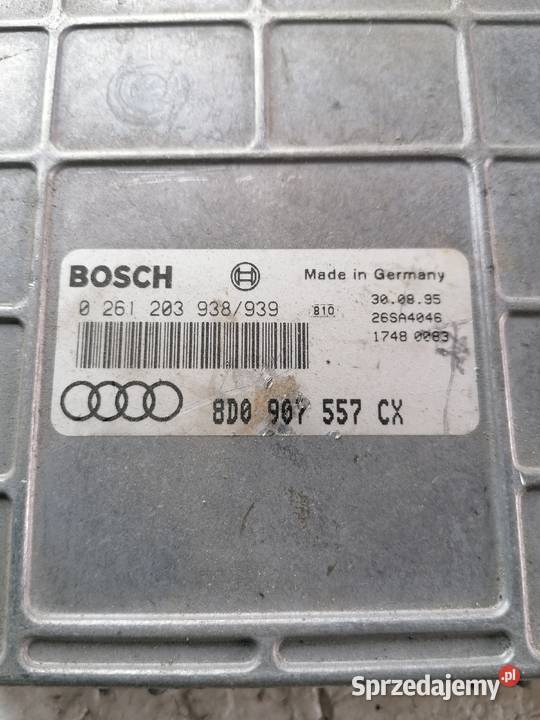 BOSCH
Made in Germany
0 261 203 938/939
810
30.08.95
26SA4046
1748 0083
8D0 907 557 CX
Sprzedajemy.pl